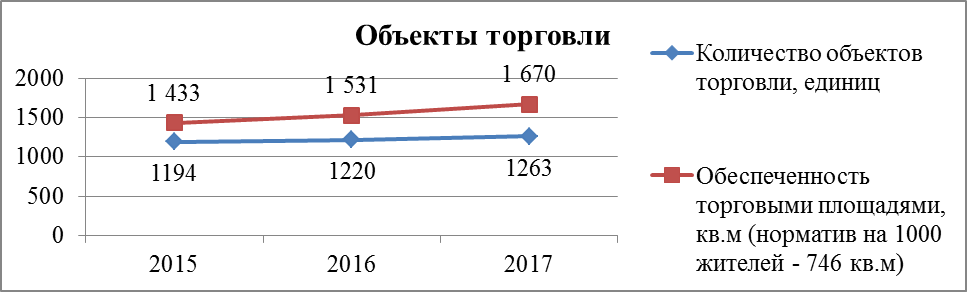 Объекты торговли
2000
1500
1000
500
0
1 433
1 531
1 670
1194
1220
1263
2015
2016
2017
Количество объектов
торговли, единиц
Обеспеченность
торговыми площадями,
кв.м (норматив на 1000
жителей - 746 кв.м)